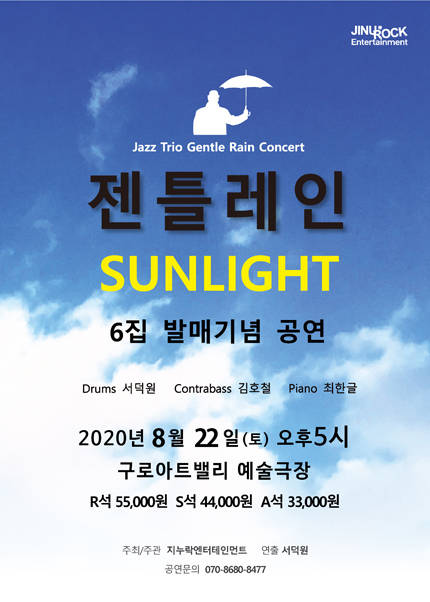 JINU ROCK
Entertainment
Jazz Trio Gentle Rain Concert
젠틀레인
SUNLIGHT
6집 발매기념 공연
Drums 서덕원 Contrabass 김호철 Piano 최한글
2020년 8월 22일(토) 오후5시
구로아트밸리 예술극장
R석 55,000원 S석 44,000원 A석 33,000원
주최/주관 지누락엔터테인먼트 연출 서덕원
공연문의 070-8680-8477